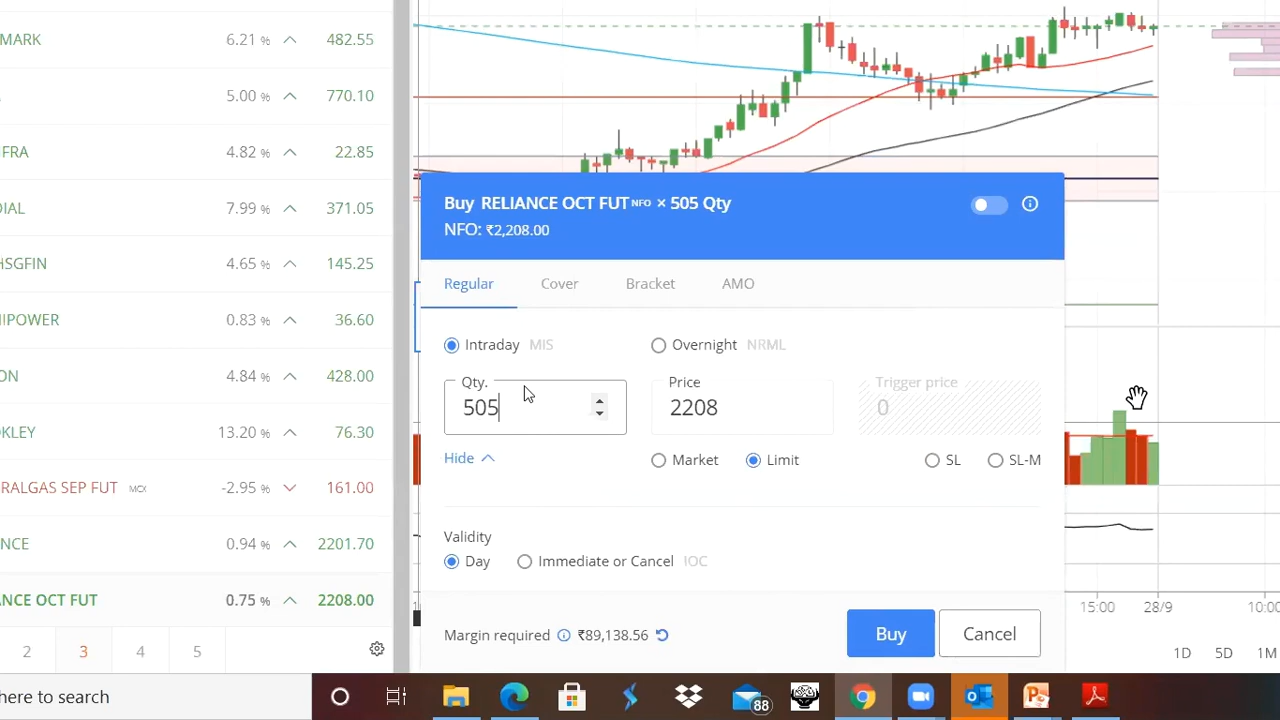 MARK 6.21 % 482.55
5.00 % 770.10
FRA 4.82 % 22.85
DIAL 7.99 % 371.05
HSGFIN 4.65 % 145.25
IPOWER 0.83 % 36.60
ON 4.84 % 428.00
KLEY 13.20 % 76.30
RALGAS SEP FUT MCX -2.95 % 161.00
NCE 0.94 % 2201.70
NCE OCT FUT 0.75 % 2208.00
2 3 4 5
Buy RELIANCE OCT FUT NFO × 505 Qty
NFO: ₹2,208.00
Regular Cover Bracket AMO
Intraday MIS Overnight NRML
Qty. Price Trigger price
505 2208 0
Hide Market Limit SL SL-M
Validity
Day Immediate or Cancel IOC
Margin required ₹89,138.56 Buy Cancel
15:00 28/9 10:00
1D 5D 1M
here to search
88